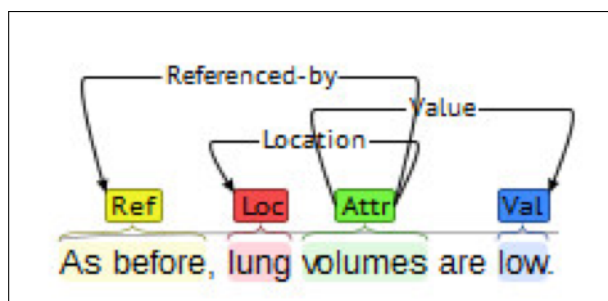 Referenced-by
Value
Location
Ref Loc Attr Val
As before, lung volumes are low.